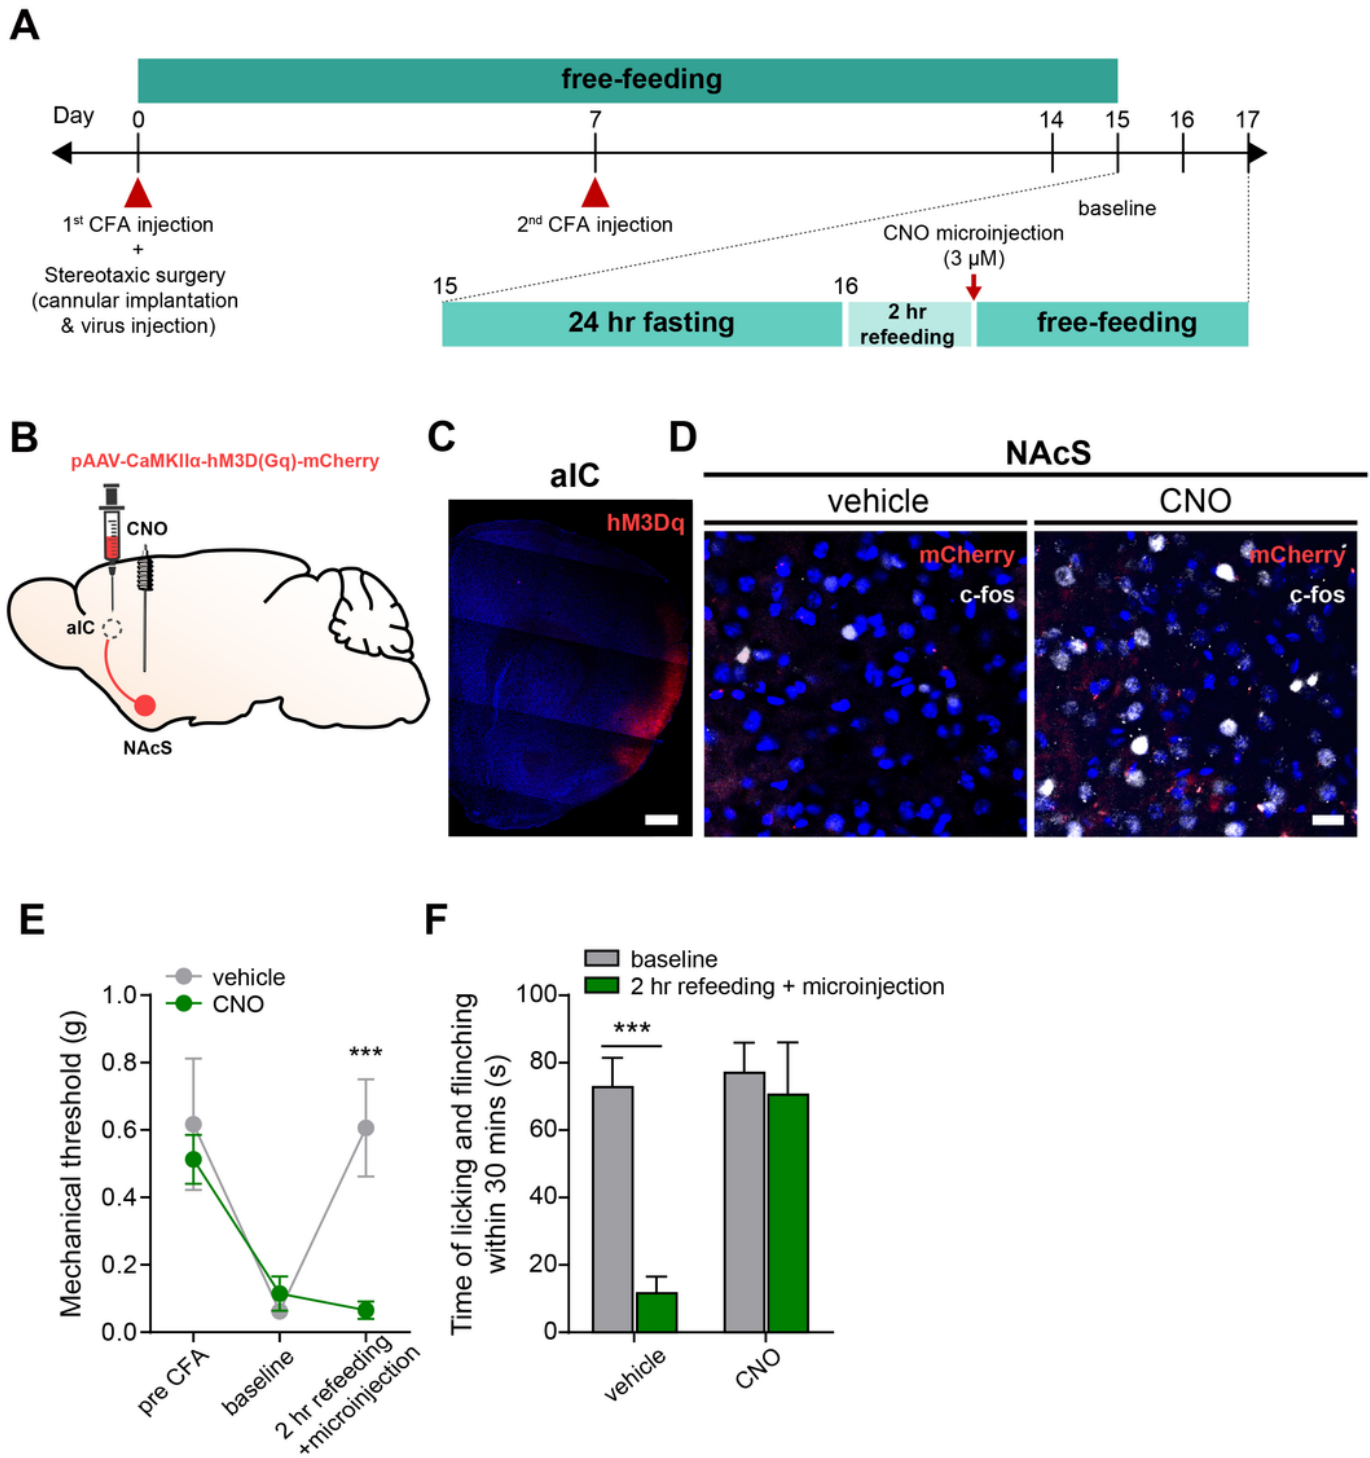 A
free-feeding
Day 0 7 14 15 16 17
1st CFA injection
+
Stereotaxic surgery
(cannular implantation
& virus injection)
2nd CFA injection
baseline
CNO microinjection
(3 µM)
15 16
24 hr fasting
2 hr
refeeding
free-feeding
B
pAAV-CaMKIIα-hM3D(Gq)-mCherry
CNO
aIC
NAcS
C
aIC
hM3Dq
D
NAcS
vehicle CNO
mCherry
c-fos
mCherry
c-fos
E
vehicle
CNO
Mechanical threshold (g)
1.0
0.8
0.6
0.4
0.2
0.0
***
pre CFA
baseline
2 hr refeeding
+microinjection
F
baseline
2 hr refeeding + microinjection
Time of licking and flinching
within 30 mins (s)
100
80
60
40
20
0
***
vehicle
CNO